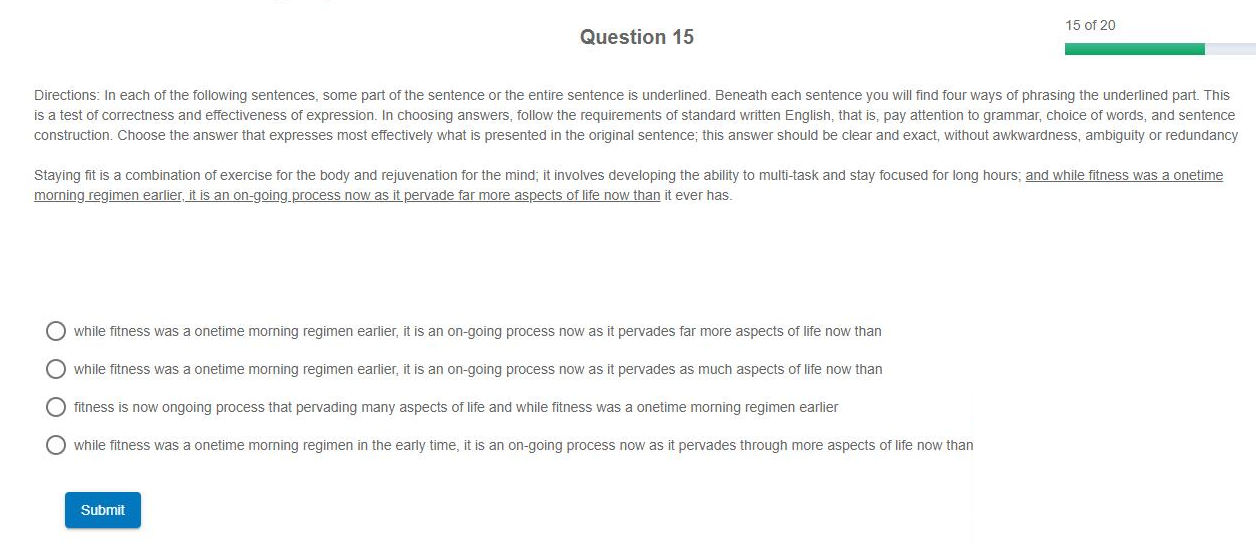 Question 15
15 of 20
Directions: In each of the following sentences, some part of the sentence or the entire sentence is underlined. Beneath each sentence you will find four ways of phrasing the underlined part. This
is a test of correctness and effectiveness of expression. In choosing answers, follow the requirements of standard written English, that is, pay attention to grammar, choice of words, and sentence
construction. Choose the answer that expresses most effectively what is presented in the original sentence; this answer should be clear and exact, without awkwardness, ambiguity or redundancy
Staying fit is a combination of exercise for the body and rejuvenation for the mind; it involves developing the ability to multi-task and stay focused for long hours; and while fitness was a onetime
morning regimen earlier, it is an on-going process now as it pervade far more aspects of life now than it ever has.
while fitness was a onetime morning regimen earlier, it is an on-going process now as it pervades far more aspects of life now than
while fitness was a onetime morning regimen earlier, it is an on-going process now as it pervades as much aspects of life now than
fitness is now ongoing process that pervading many aspects of life and while fitness was a onetime morning regimen earlier
while fitness was a onetime morning regimen in the early time, it is an on-going process now as it pervades through more aspects of life now than
Submit